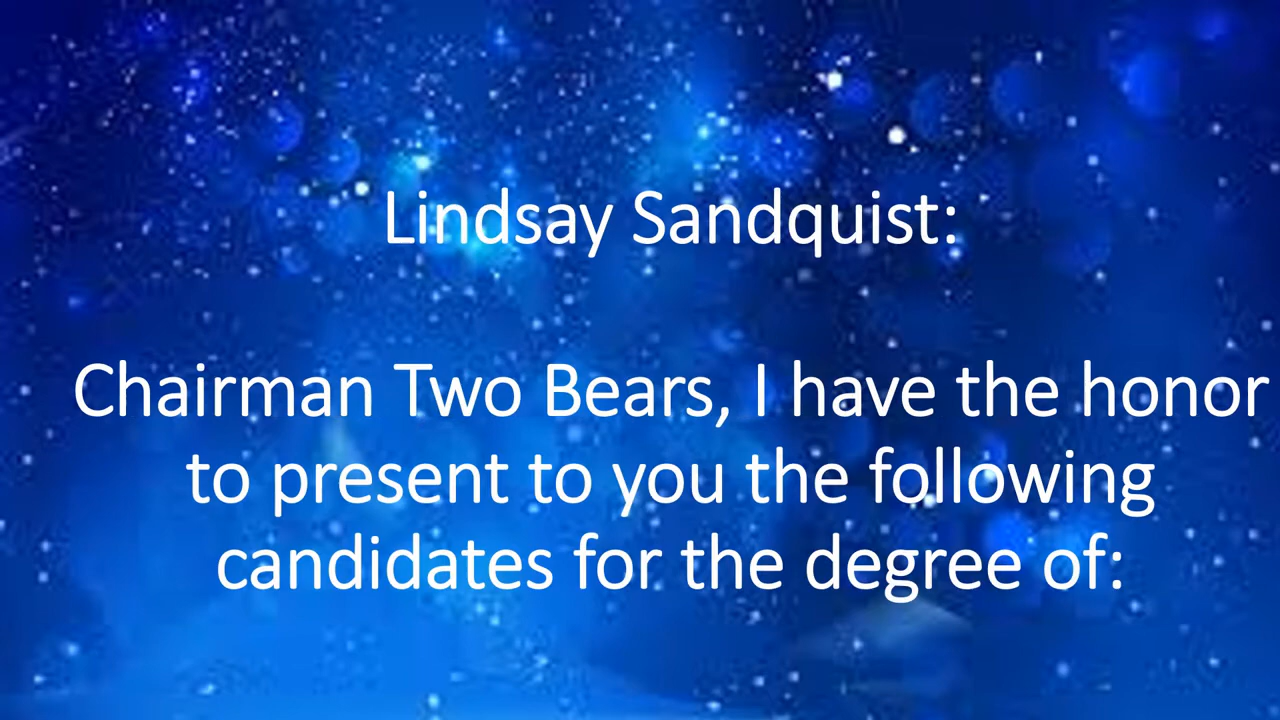 Lindsay Sandquist:
Chairman Two Bears, I have the honor
to present to you the following
candidates for the degree of: